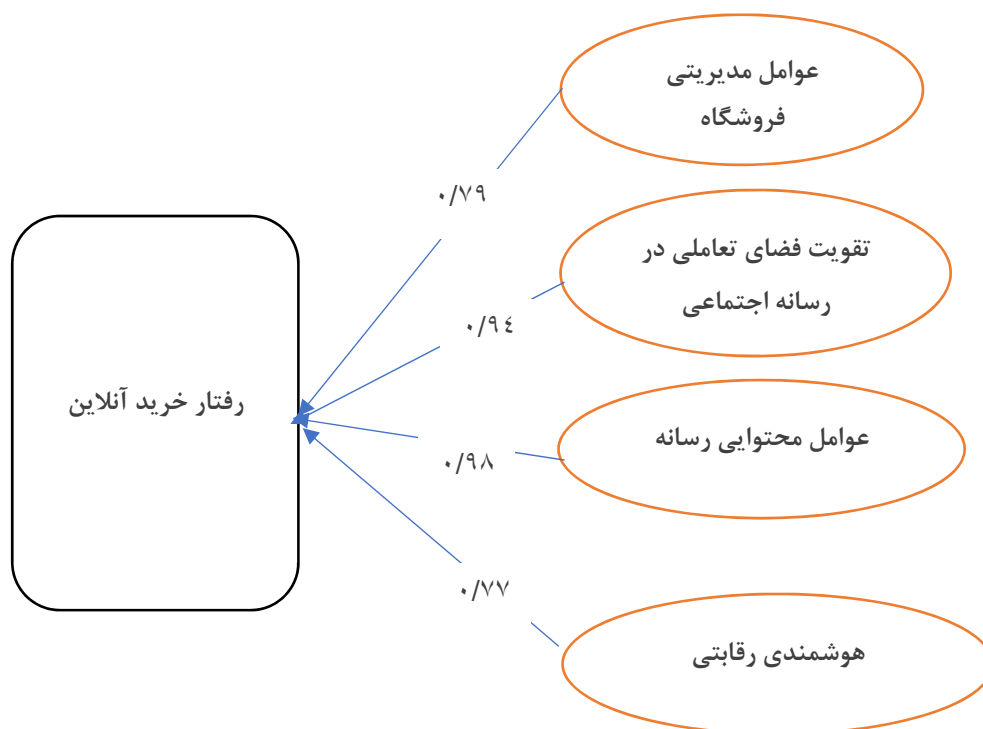 عوامل مدیریتی
فروشگاه
۰/۷۹
تقویت فضای تعاملی در
رسانه اجتماعی
۰/۹٤
رفتار خرید آنلاین
عوامل محتوایی رسانه
۰/۹۸
۰/۷۷
هوشمندی رقابتی